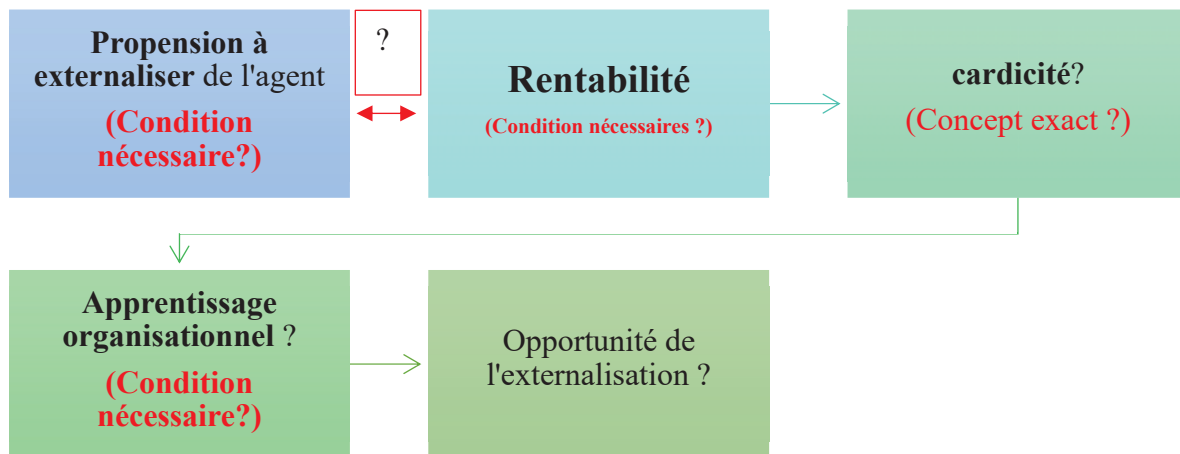 Propension à
externaliser de l'agent
(Condition
nécessaire?)
?
Rentabilité
(Condition nécessaires ?)
cardicité?
(Concept exact ?)
Apprentissage
organisationnel ?
(Condition
nécessaire?)
Opportunité de
l'externalisation ?